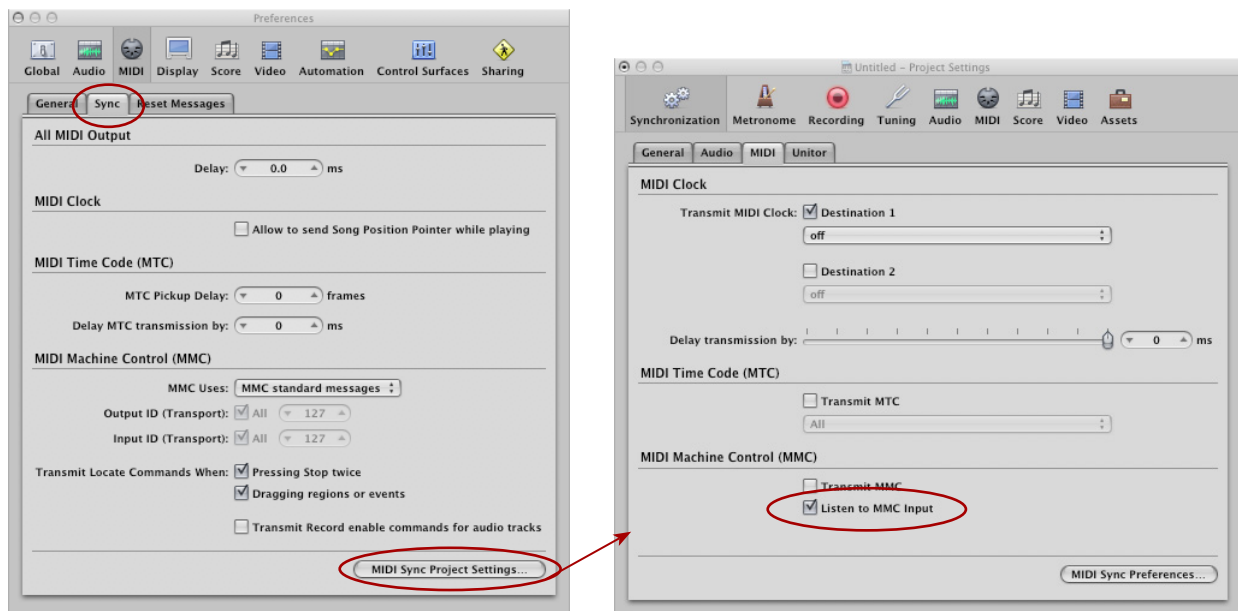 Preferences
Global Audio MIDI Display Score Video Automation Control Surfaces Sharing
General Sync Reset Messages
All MIDI Output
Delay: 0.0 ms
MIDI Clock
Allow to send Song Position Pointer while playing
MIDI Time Code (MTC)
MTC Pickup Delay: 0 frames
Delay MTC transmission by: 0 ms
MIDI Machine Control (MMC)
MMC Uses: MMC standard messages
Output ID (Transport): All 127
Input ID (Transport): All 127
Transmit Locate Commands When: Pressing Stop twice
Dragging regions or events
Transmit Record enable commands for audio tracks
MIDI Sync Project Settings...
Untitled – Project Settings
Synchronization Metronome Recording Tuning Audio MIDI Score Video Assets
General Audio MIDI Unitor
MIDI Clock
Transmit MIDI Clock: Destination 1
off
Destination 2
off
Delay transmission by: 0 ms
MIDI Time Code (MTC)
Transmit MTC
All
MIDI Machine Control (MMC)
Transmit MMC
Listen to MMC Input
MIDI Sync Preferences...